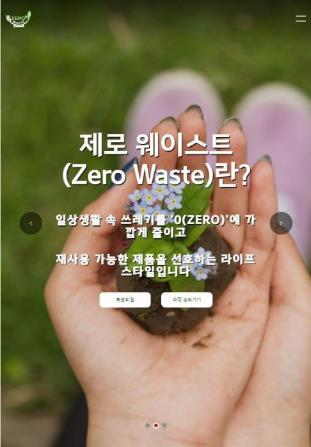 ZERO
제로 웨이스트
(Zero Waste)란?
일상생활 속 쓰레기를 '0(ZERO)'에 가
깝게 줄이고
재사용 가능한 제품을 선호하는 라이프
스타일입니다